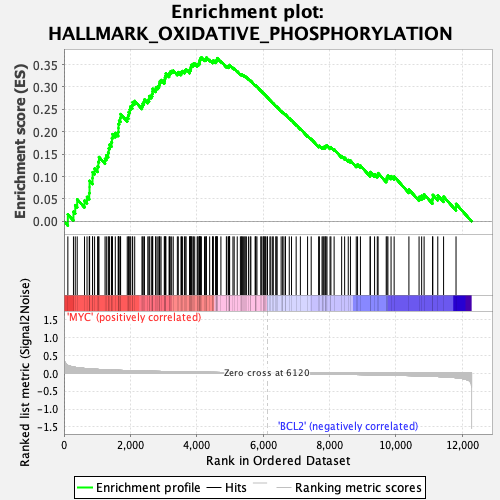 Enrichment plot:
HALLMARK_OXIDATIVE_PHOSPHORYLATION
Enrichment score (ES)
0.35
0.30
0.25
0.20
0.15
0.10
0.05
0.00
'MYC' (positively correlated)
Ranked list metric (Signal2Noise)
1.5
1.0
0.5
0.0
-0.5
-1.0
-1.5
Zero cross at 6120
'BCL2' (negatively correlated)
0
2,000
4,000
6,000
8,000
10,000
12,000
Rank in Ordered Dataset
Enrichment profile
Hits
Ranking metric scores